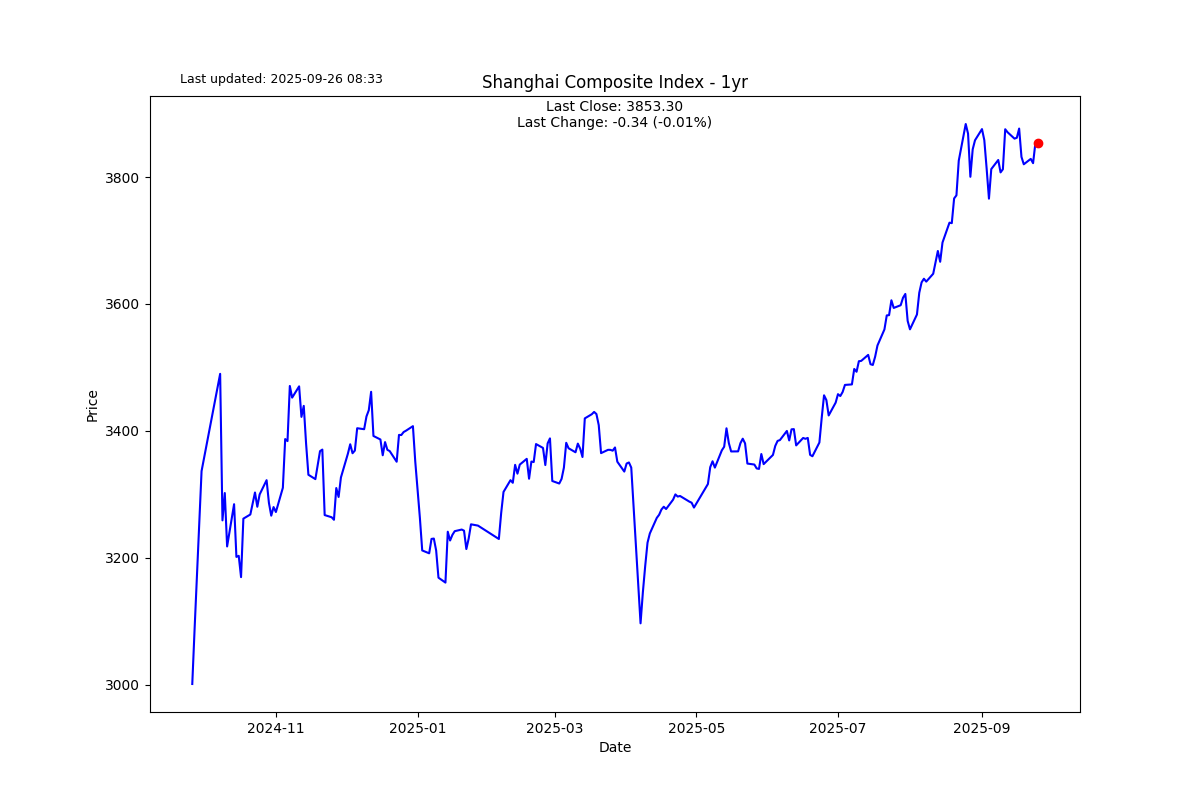 Last updated: 2025-09-26 08:33
Shanghai Composite Index - 1yr
Last Close: 3853.30
Last Change: -0.34 (-0.01%)
Price
3800
3600
3400
3200
3000
2024-11
2025-01
2025-03
2025-05
2025-07
2025-09
Date